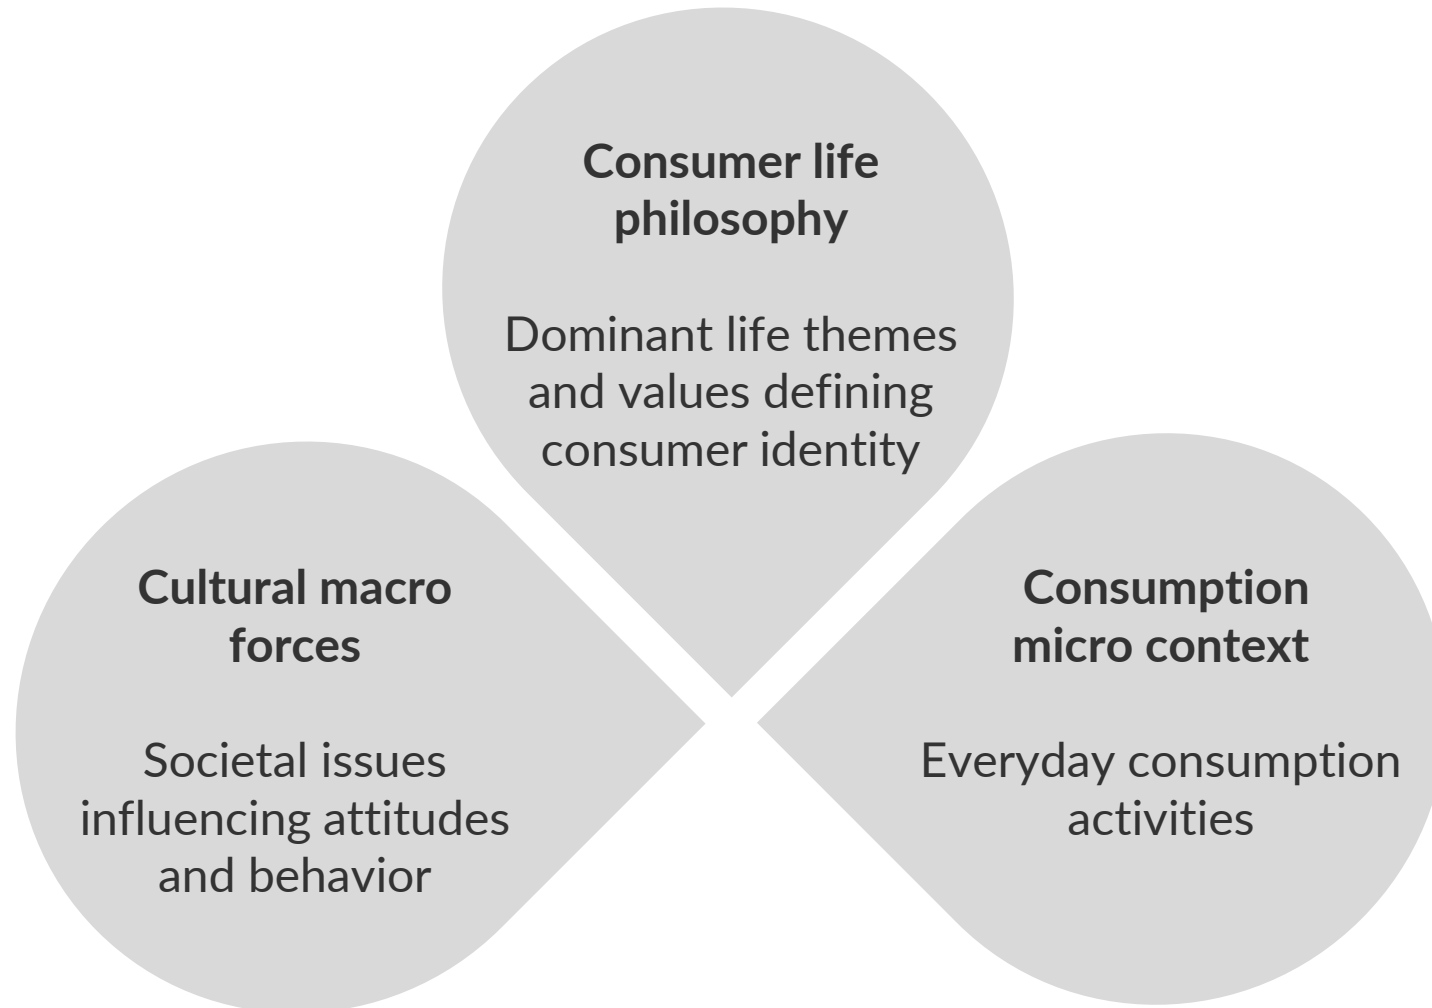 Consumer life
philosophy
Dominant life themes
and values defining
consumer identity
Cultural macro
forces
Societal issues
influencing attitudes
and behavior
Consumption
micro context
Everyday consumption
activities